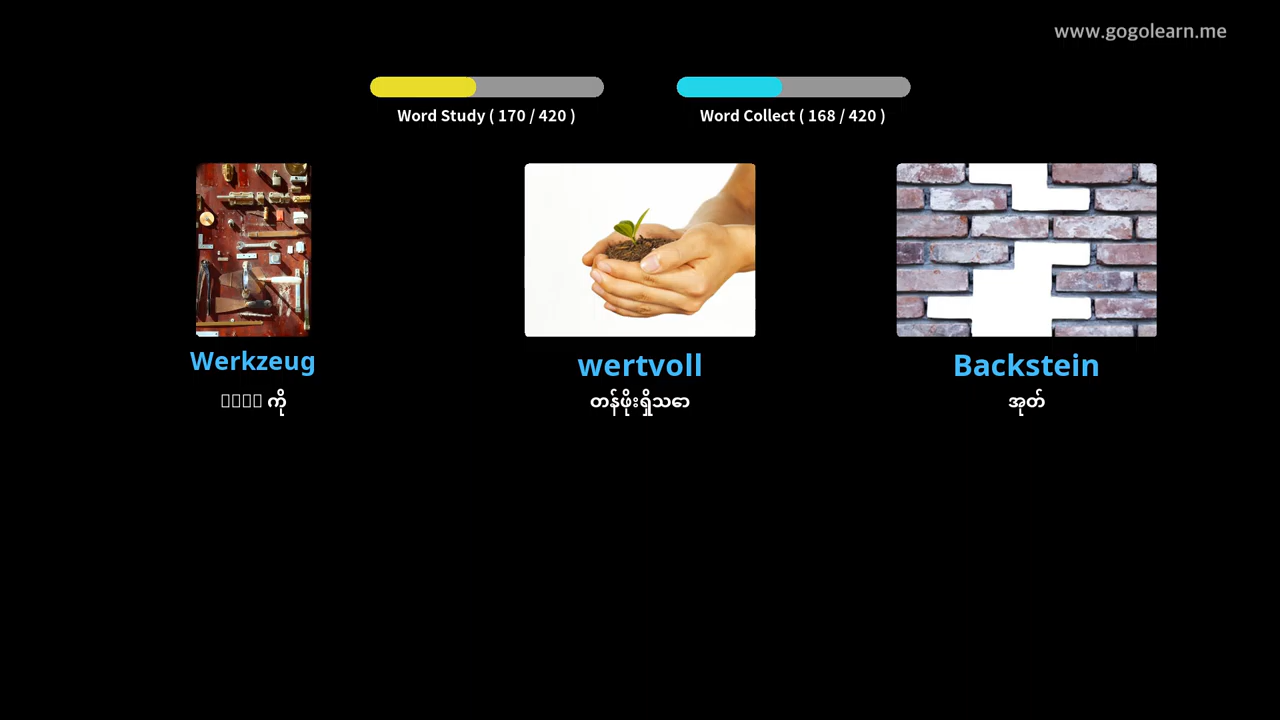 www.gogolearn.me
Word Study ( 170 / 420 )
Word Collect ( 168 / 420 )
Werkzeug
ကို
wertvoll
တန်ဖိုးရှိသော
Backstein
အုတ်